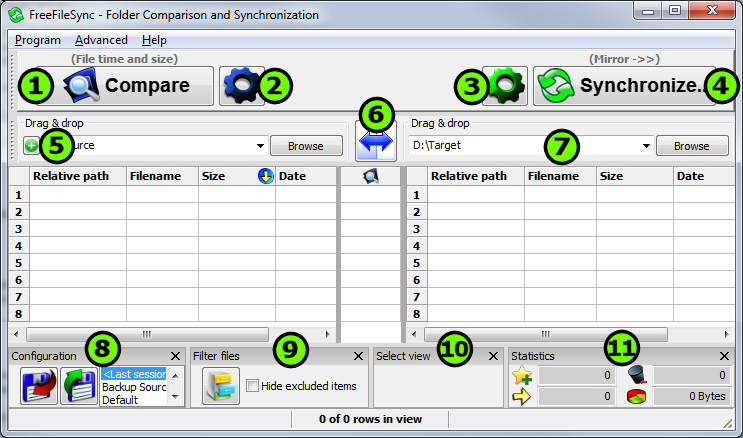 FreeFileSync - Folder Comparison and Synchronization
Program Advanced Help
(File time and size) (Mirror ->>)
1 Compare 2 3 Synchronize... 4
Drag & drop 6 Drag & drop
5 Browse D:\Target 7 Browse
Relative path Filename Size Date Relative path Filename Size Date
1 1
2 2
3 3
4 4
5 5
6 6
7 7
8 8
Configuration 8 Filter files 9 Select view 10 Statistics 11
<Last session
Backup Sourc
Default
Hide excluded items
0 0
0 0 Bytes
0 of 0 rows in view